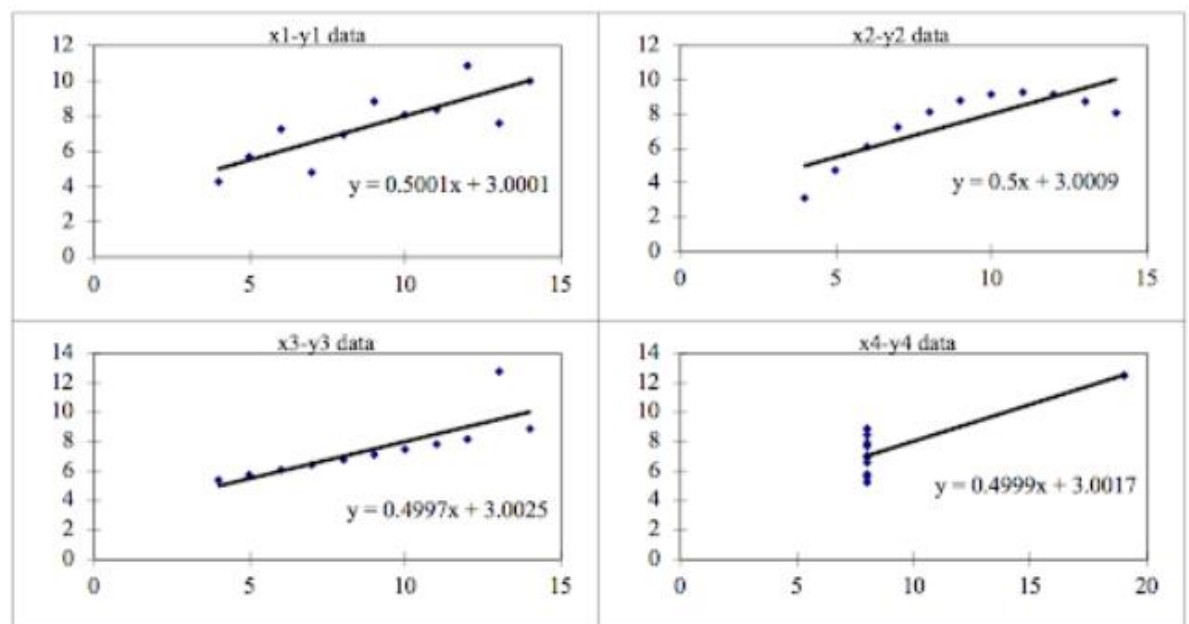 x1-y1 data
12
10
8
6
4
2
0
y = 0.5001x + 3.0001
0 5 10 15
x2-y2 data
12
10
8
6
4
2
0
y = 0.5x + 3.0009
0 5 10 15
x3-y3 data
14
12
10
8
6
4
2
0
y = 0.4997x + 3.0025
0 5 10 15
x4-y4 data
14
12
10
8
6
4
2
0
y = 0.4999x + 3.0017
0 5 10 15 20